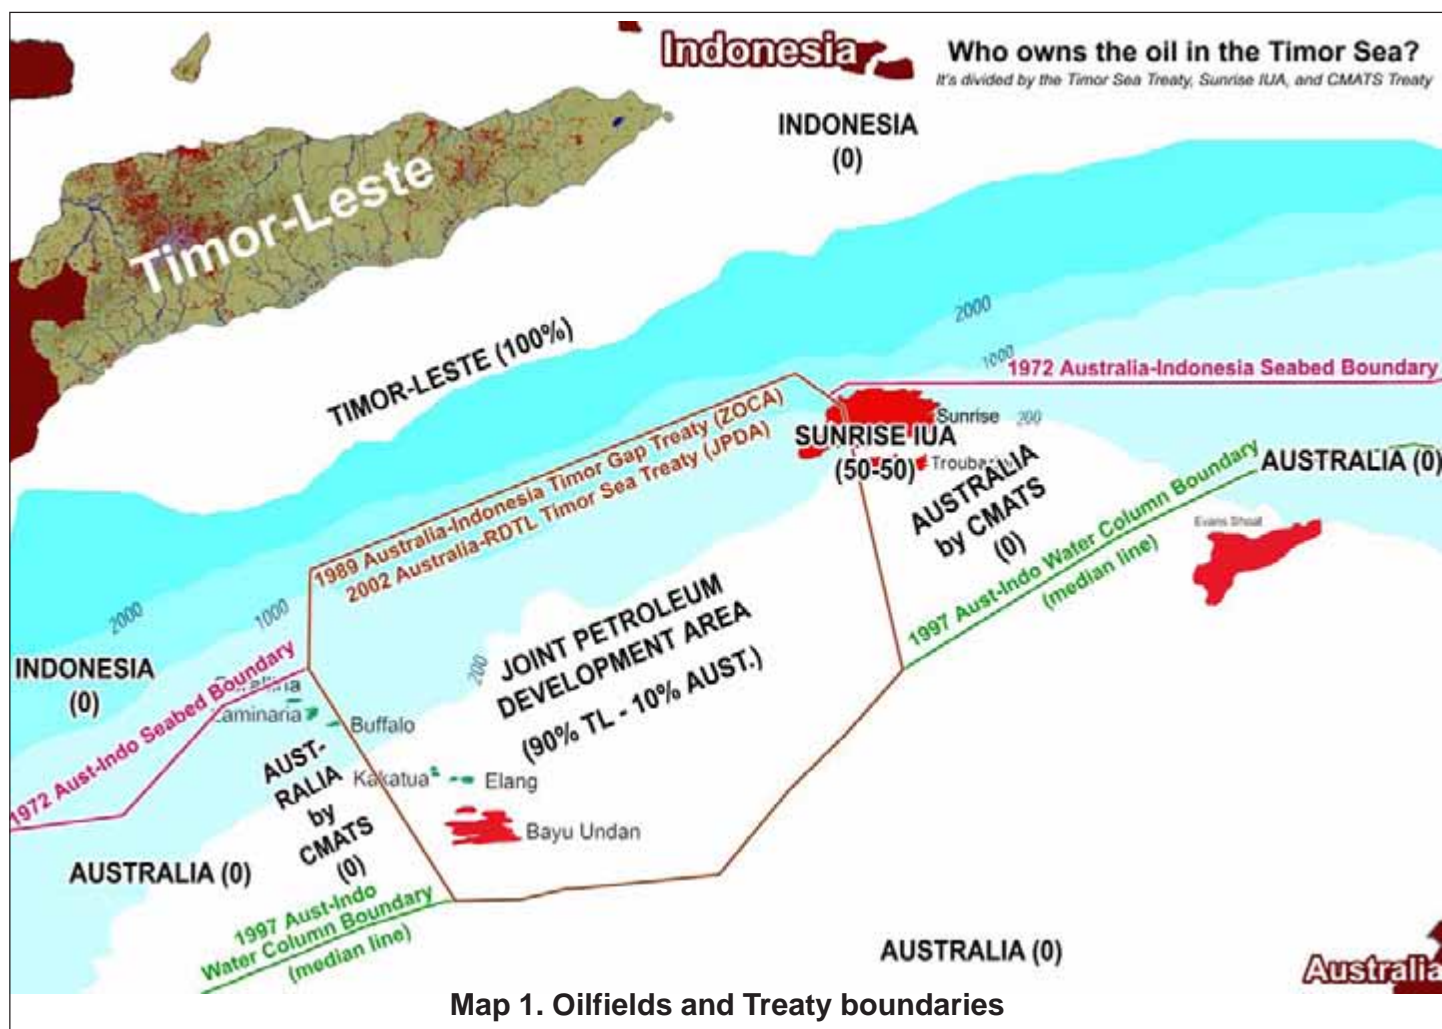 Indonesia
Who owns the oil in the Timor Sea?
It's divided by the Timor Sea Treaty, Sunrise IUA, and CMATS Treaty
INDONESIA
(0)
Timor-Leste
TIMOR-LESTE (100%)
2000
1000
1972 Australia-Indonesia Seabed Boundary
Sunrise
200
SUNRISE IUA
(50-50)
AUSTRALIA
by CMATS
(0)
1997 Aust-Indo Water Column Boundary
(median line)
AUSTRALIA (0)
Evans Shoal
1989 Australia-Indonesia Timor Gap Treaty (ZOCA)
2002 Australia-RDTL Timor Sea Treaty (JPDA)
2000
1000
200
JOINT PETROLEUM
DEVELOPMENT AREA
(90% TL - 10% AUST.)
INDONESIA
(0)
1972 Aust-Indo Seabed Boundary
Laminaria
Buffalo
AUST-
RALIA
by
CMATS
(0)
Kakatua
Elang
Bayu Undan
AUSTRALIA (0)
1997 Aust-Indo
Water Column Boundary
(median line)
AUSTRALIA (0)
Australia
Map 1. Oilfields and Treaty boundaries